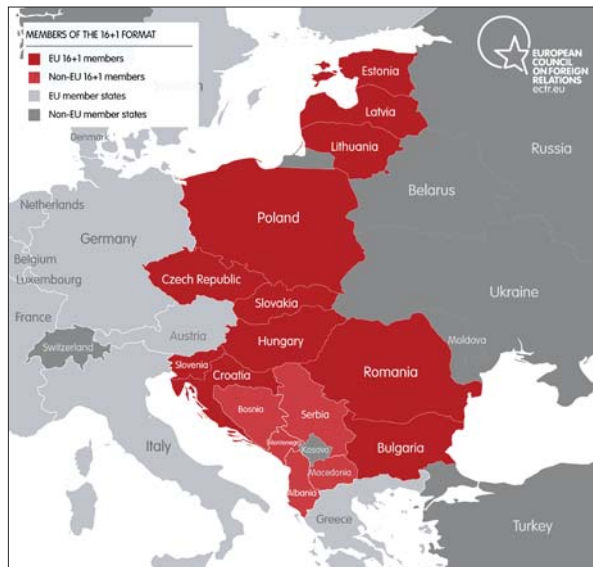 MEMBERS OF THE 16+1 FORMAT
EU 16+1 members
Non-EU 16+1 members
EU member states
Non-EU member states
EUROPEAN
COUNCIL
ON FOREIGN
RELATIONS
ecfr.eu
Estonia
Latvia
Lithuania
Russia
Denmark
Belarus
Netherlands
Poland
Germany
Belgium
Luxembourg
Czech Republic
Ukraine
Slovakia
France
Austria
Moldova
Switzerland
Hungary
Slovenia
Croatia
Romania
Bosnia
Serbia
Italy
Montenegro
Kosovo
Bulgaria
Macedonia
Albania
Greece
Turkey